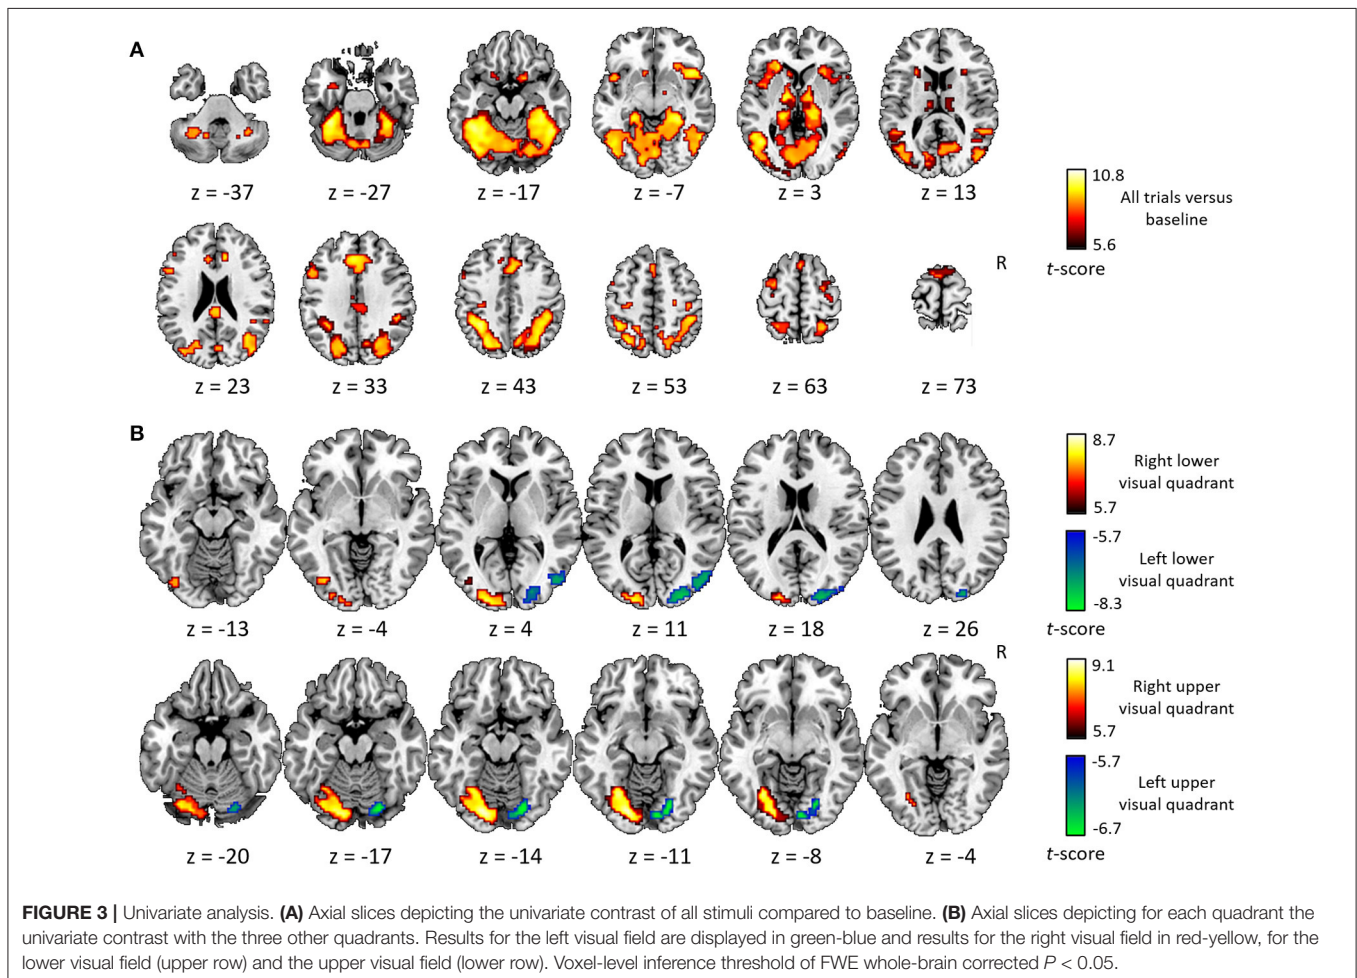 A
z = -37 z = -27 z = -17 z = -7 z = 3 z = 13
10.8
All trials versus
baseline
5.6
t-score
R
z = 23 z = 33 z = 43 z = 53 z = 63 z = 73
B
8.7
Right lower
visual quadrant
5.7
-5.7
Left lower
visual quadrant
-8.3
t-score
z = -13 z = -4 z = 4 z = 11 z = 18 z = 26
R
9.1
Right upper
visual quadrant
5.7
-5.7
Left upper
visual quadrant
-6.7
t-score
z = -20 z = -17 z = -14 z = -11 z = -8 z = -4
FIGURE 3 | Univariate analysis. (A) Axial slices depicting the univariate contrast of all stimuli compared to baseline. (B) Axial slices depicting for each quadrant the
univariate contrast with the three other quadrants. Results for the left visual field are displayed in green-blue and results for the right visual field in red-yellow, for the
lower visual field (upper row) and the upper visual field (lower row). Voxel-level inference threshold of FWE whole-brain corrected P < 0.05.